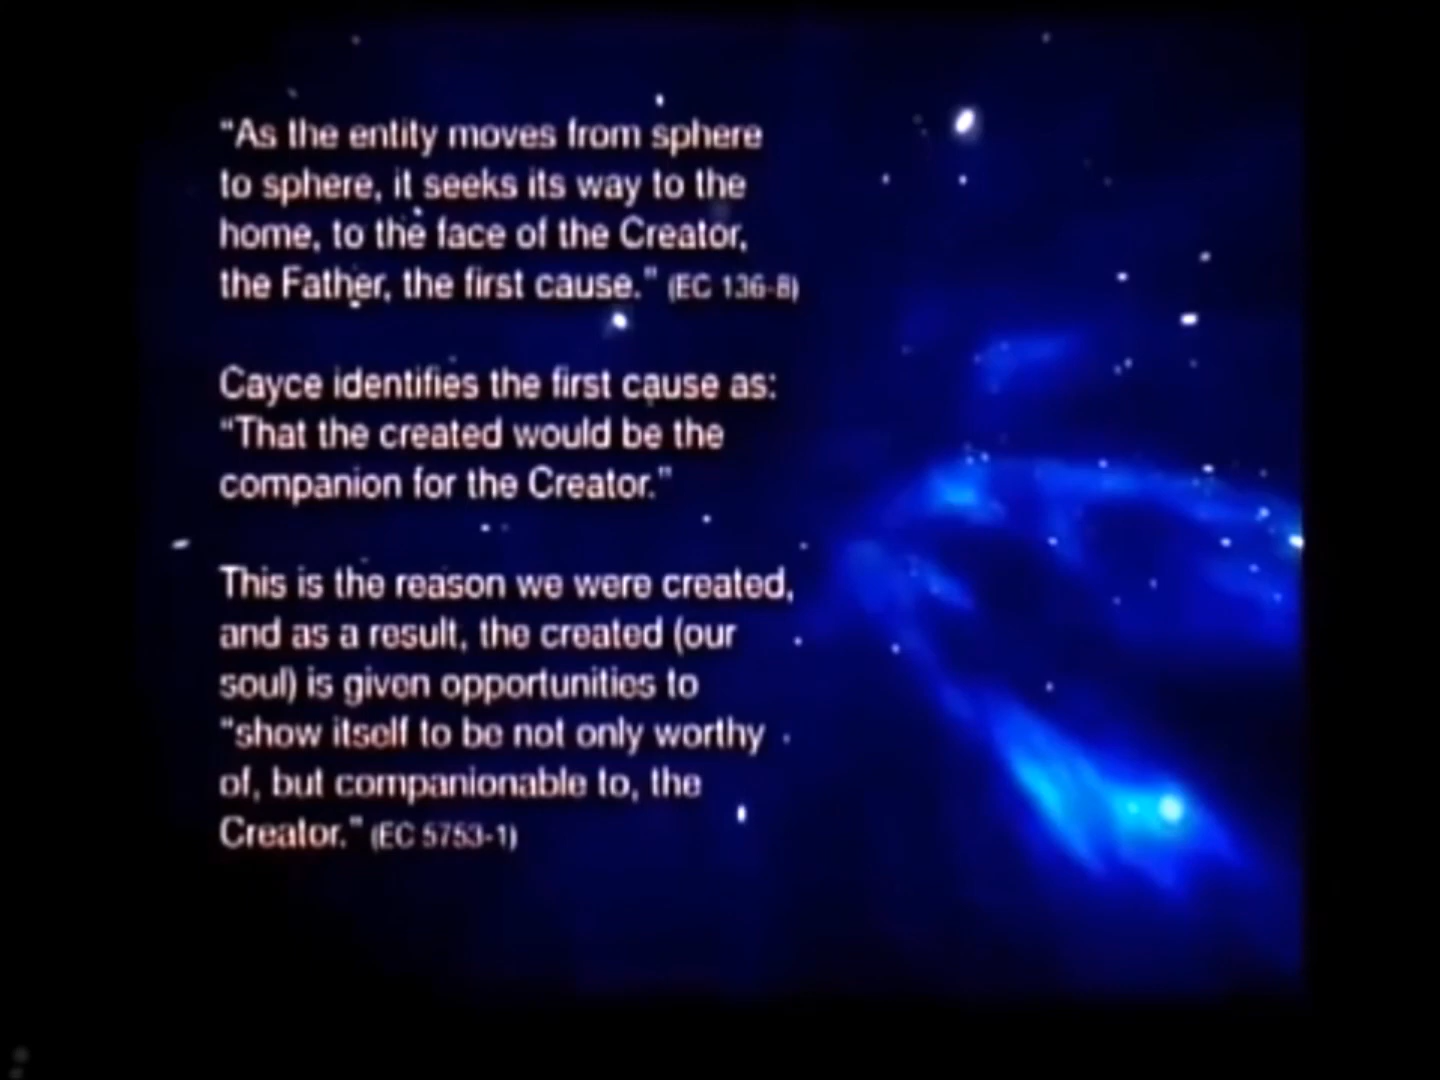 “As the entity moves from sphere
to sphere, it seeks its way to the
home, to the face of the Creator,
the Father, the first cause.” (EC 136-8)
Cayce identifies the first cause as:
“That the created would be the
companion for the Creator.”
This is the reason we were created,
and as a result, the created (our
soul) is given opportunities to
“show itself to be not only worthy
of, but companionable to, the
Creator.” (EC 5753-1)